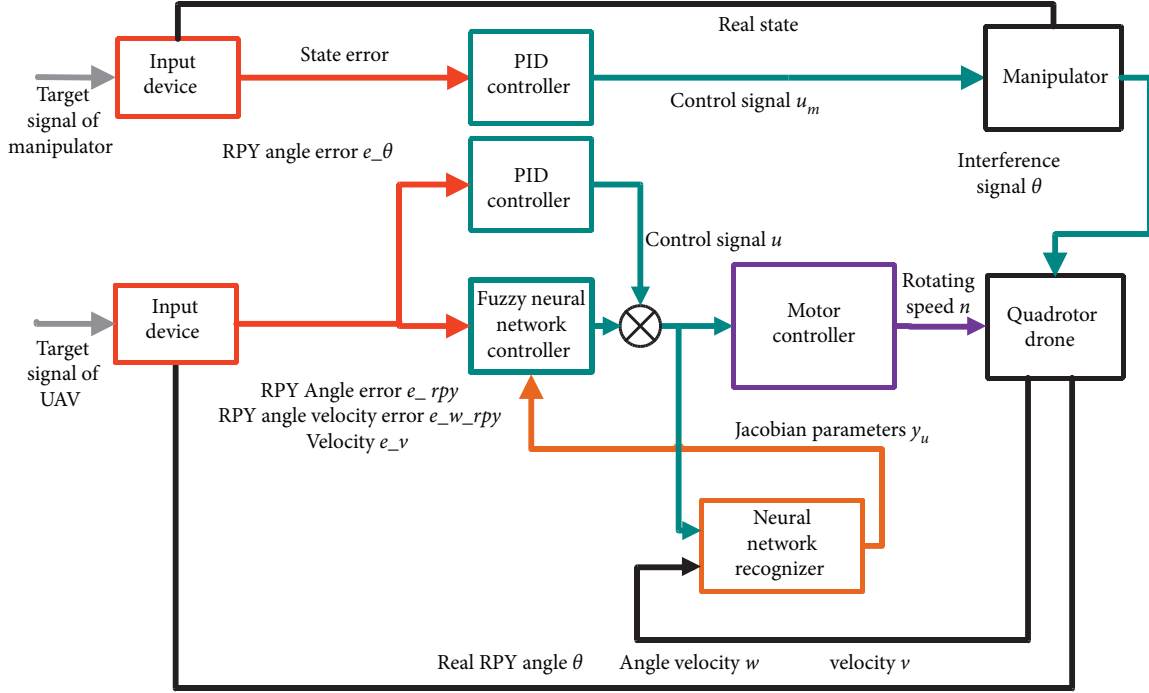 Real state
Input
device
State error
PID
controller
Manipulator
Target
signal of
manipulator
Control signal u_m
RPY angle error e_θ
PID
controller
Interference
signal θ
Control signal u
Input
device
Fuzzy neural
network
controller
Motor
controller
Rotating
speed n
Quadrotor
drone
Target
signal of
UAV
RPY Angle error e_ rpy
RPY angle velocity error e_w_rpy
Velocity e_v
Jacobian parameters y_u
Neural
network
recognizer
Real RPY angle θ
Angle velocity w
velocity v